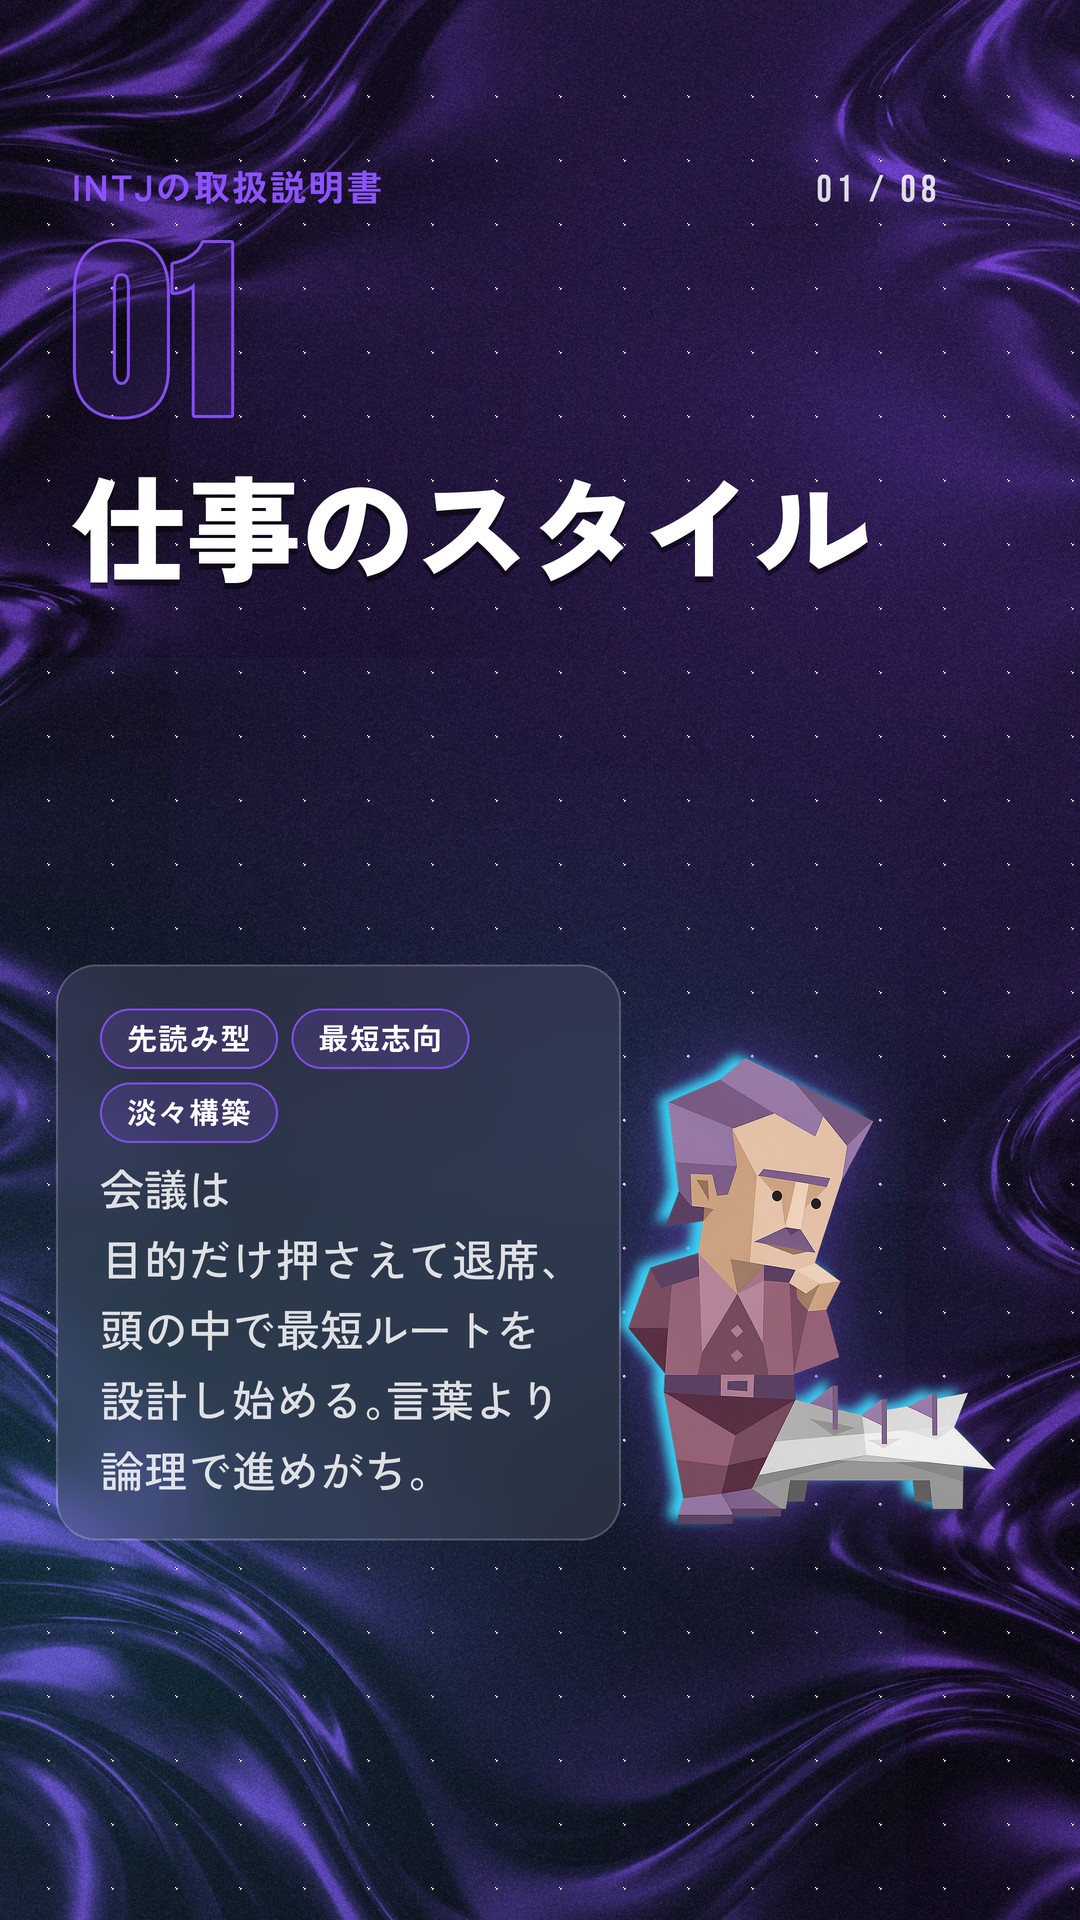 INTJの取扱説明書
01 / 08
01
仕事のスタイル
先読み型 最短志向
淡々構築
会議は
目的だけ押さえて退席、
頭の中で最短ルートを
設計し始める。言葉より
論理で進めがち。